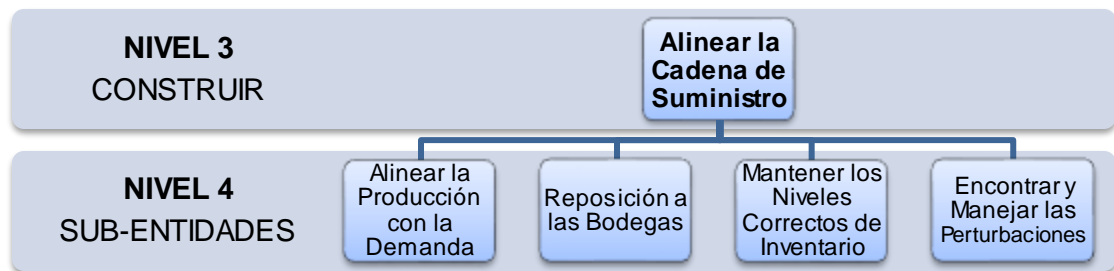 NIVEL 3
CONSTRUIR
Alinear la
Cadena de
Suministro
NIVEL 4
SUB-ENTIDADES
Alinear la
Producción
con la
Demanda
Reposición a
las Bodegas
Mantener los
Niveles
Correctos de
Inventario
Encontrar y
Manejar las
Perturbaciones